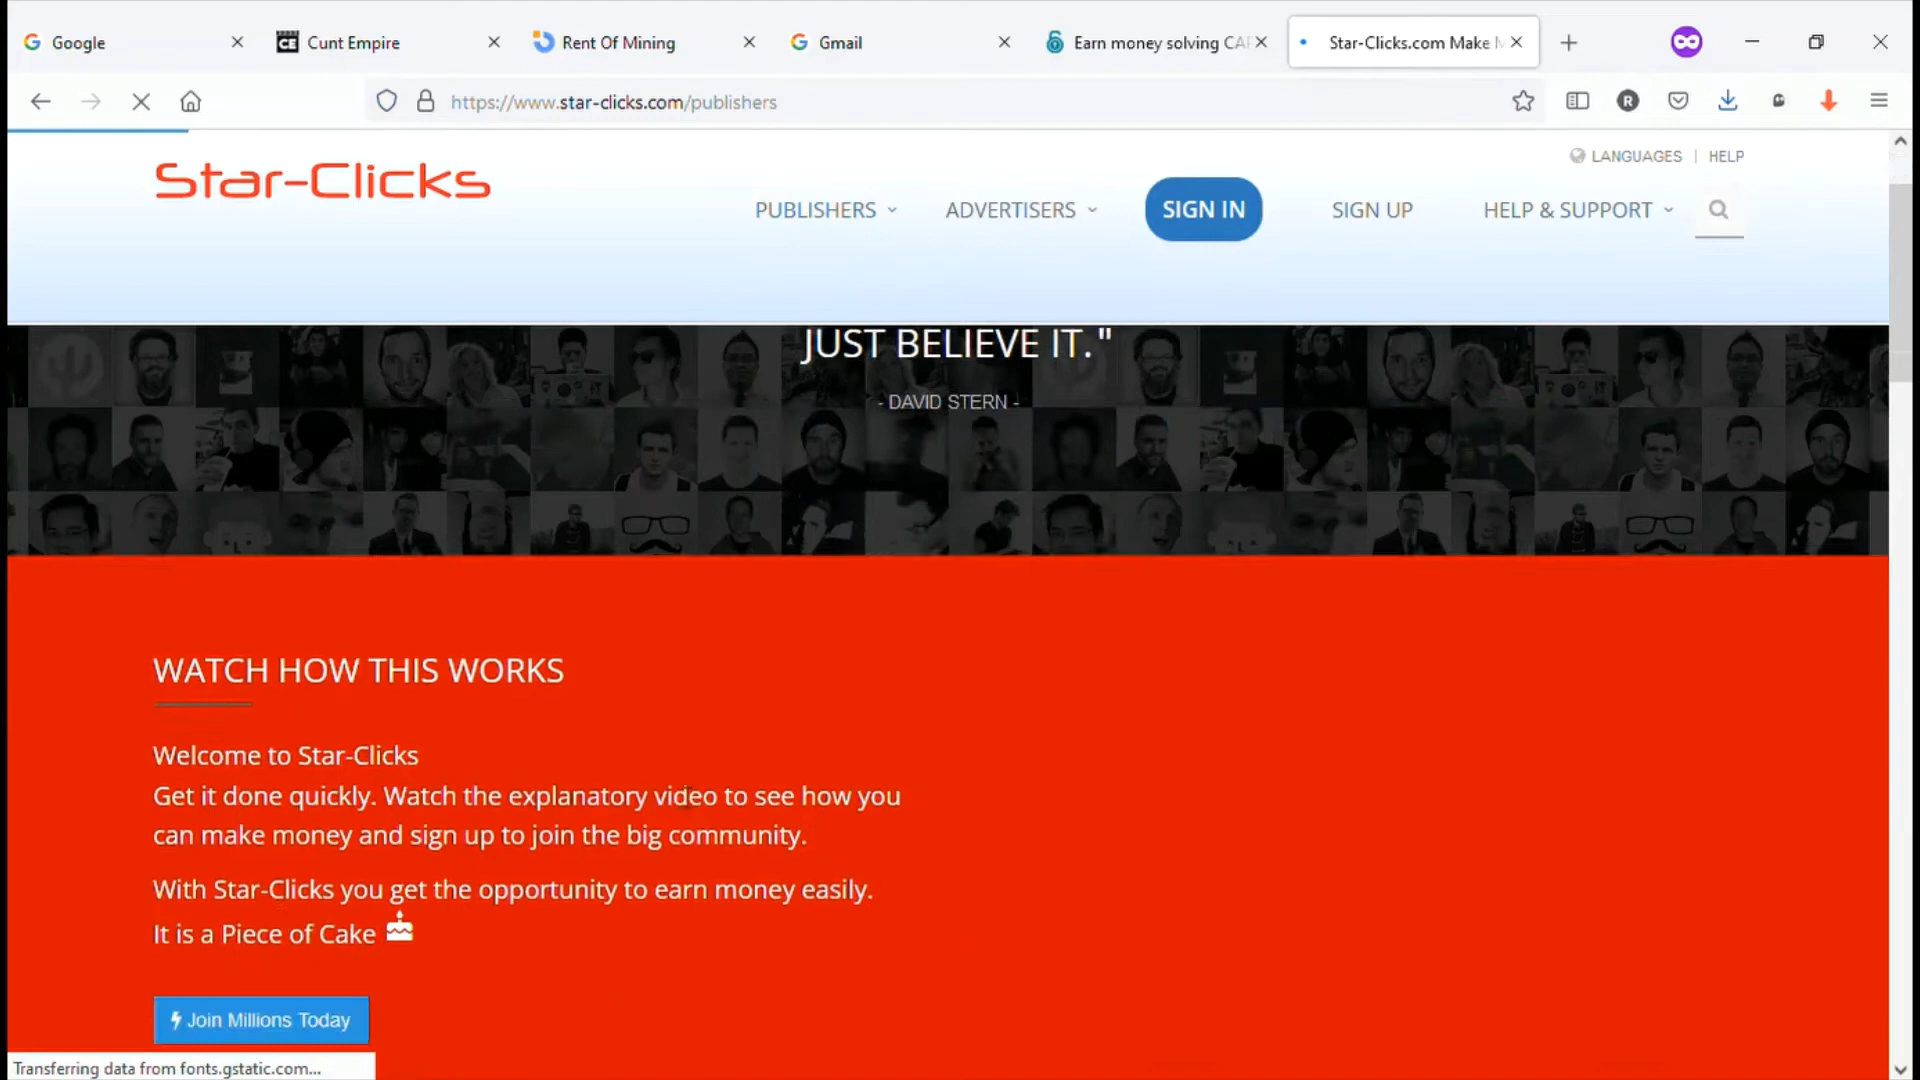 Google
Cunt Empire
Rent Of Mining
Gmail
Earn money solving CAP
Star-Clicks.com Make M
https://www.star-clicks.com/publishers
R
LANGUAGES | HELP
Star-Clicks
PUBLISHERS
ADVERTISERS
SIGN IN
SIGN UP
HELP & SUPPORT
JUST BELIEVE IT."
- DAVID STERN -
WATCH HOW THIS WORKS
Welcome to Star-Clicks
Get it done quickly. Watch the explanatory video to see how you
can make money and sign up to join the big community.
With Star-Clicks you get the opportunity to earn money easily.
It is a Piece of Cake
Join Millions Today
Transferring data from fonts.gstatic.com...